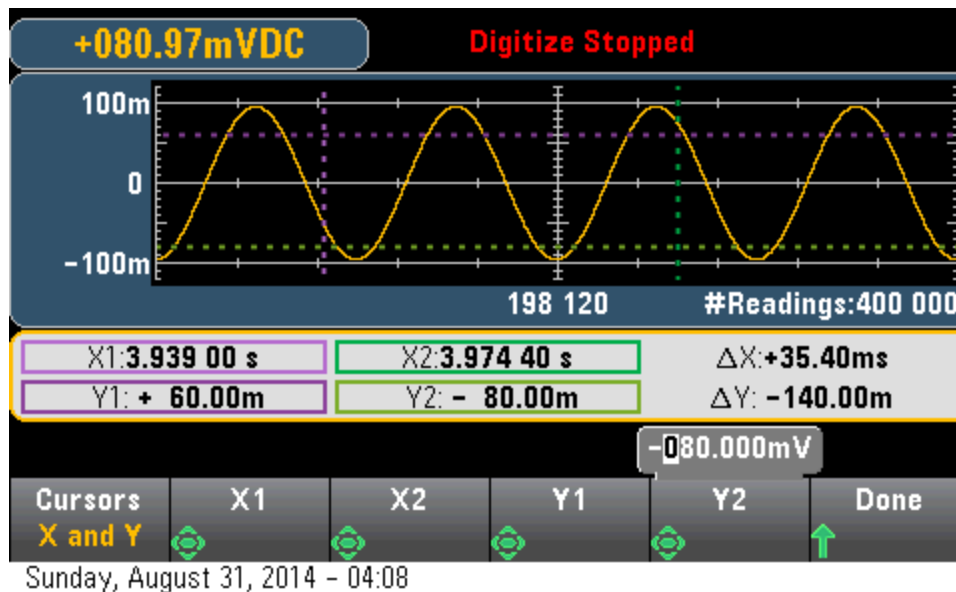 +080.97mVDC Digitize Stopped
100m
0
-100m
198 120 #Readings:400 000
X1:3.939 00 s X2:3.974 40 s ΔX:+35.40ms
Y1: + 60.00m Y2: - 80.00m ΔY: -140.00m
-080.000mV
Cursors X1 X2 Y1 Y2 Done
X and Y
Sunday, August 31, 2014 - 04:08